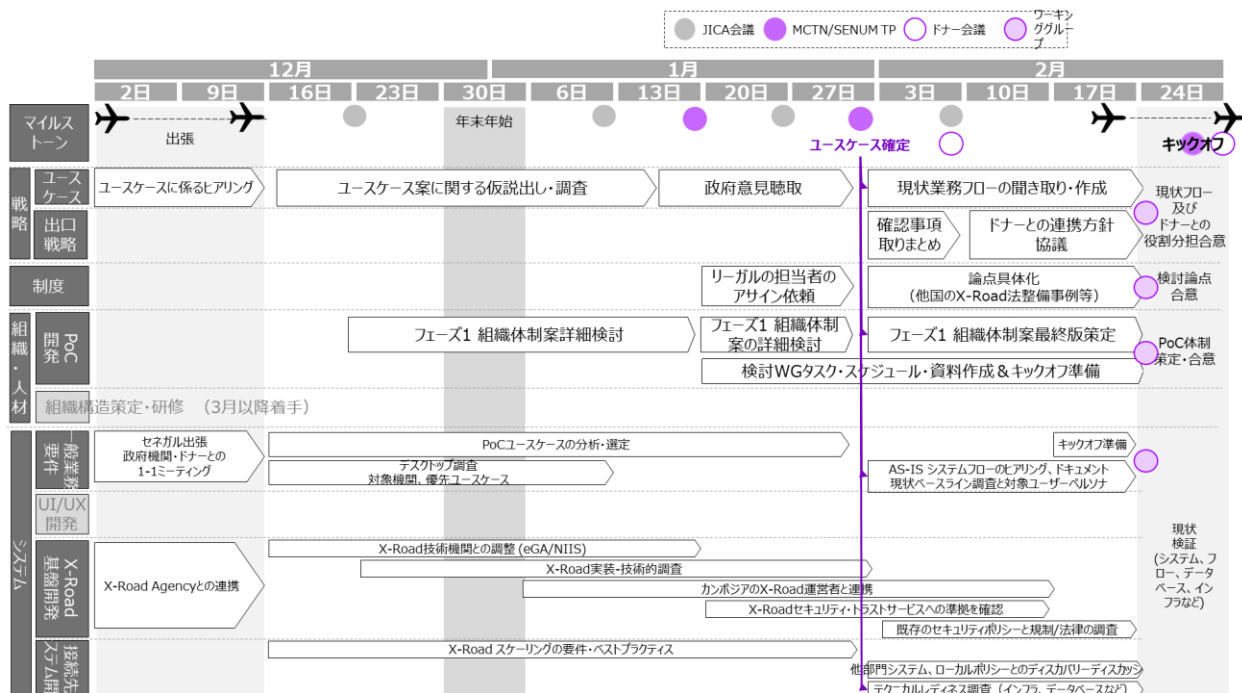 JICA会議
MCTN/SENUM TP
ドナー会議
ワーキ
ンググルー
プ
12月
1月
2月
2日
9日
16日
23日
30日
6日
13日
20日
27日
3日
10日
17日
24日
マイルス
トーン
出張
年末年始
ユースケース確定
キックオフ
戦略
ユース
ケース
ユースケースに係るヒアリング
ユースケース案に関する仮説出し・調査
政府意見聴取
現状業務フローの聞き取り・作成
現状フロー
及び
ドナーとの
役割分担合意
出口
戦略
確認事項
取りまとめ
ドナーとの連携方針
協議
制度
リーガルの担当者の
アサイン依頼
論点具体化
(他国のX-Road法整備事例等)
検討論点
合意
組織・人材
PoC
開発
フェーズ1 組織体制案詳細検討
フェーズ1 組織体制
案の詳細検討
フェーズ1 組織体制案最終版策定
PoC体制
策定・合意
検討WGタスク・スケジュール・資料作成＆キックオフ準備
組織構造策定・研修 （3月以降着手）
システム
一般業務
要件
セネガル出張
政府機関・ドナーとの
1-1ミーティング
PoCユースケースの分析・選定
キックオフ準備
デスクトップ調査
対象機関、優先ユースケース
AS-IS システムフローのヒアリング、ドキュメント
現状ベースライン調査と対象ユーザーペルソナ
UI/UX
開発
現状
検証
(システム、フ
ロー、データ
ベース、イン
フラなど)
X-Road
基盤開発
X-Road Agencyとの連携
X-Road技術機関との調整 (eGA/NIIS)
X-Road実装-技術的調査
カンボジアのX-Road運営者と連携
X-Roadセキュリティ・トラストサービスへの準拠を確認
既存のセキュリティポリシーと規制/法律の調査
接続先
ステム開
X-Road スケーリングの要件・ベストプラクティス
他部門システム、ローカルポリシーとのディスカバリーディスカッシ
テクニカルレディネス調査（インフラ、データベースなど）